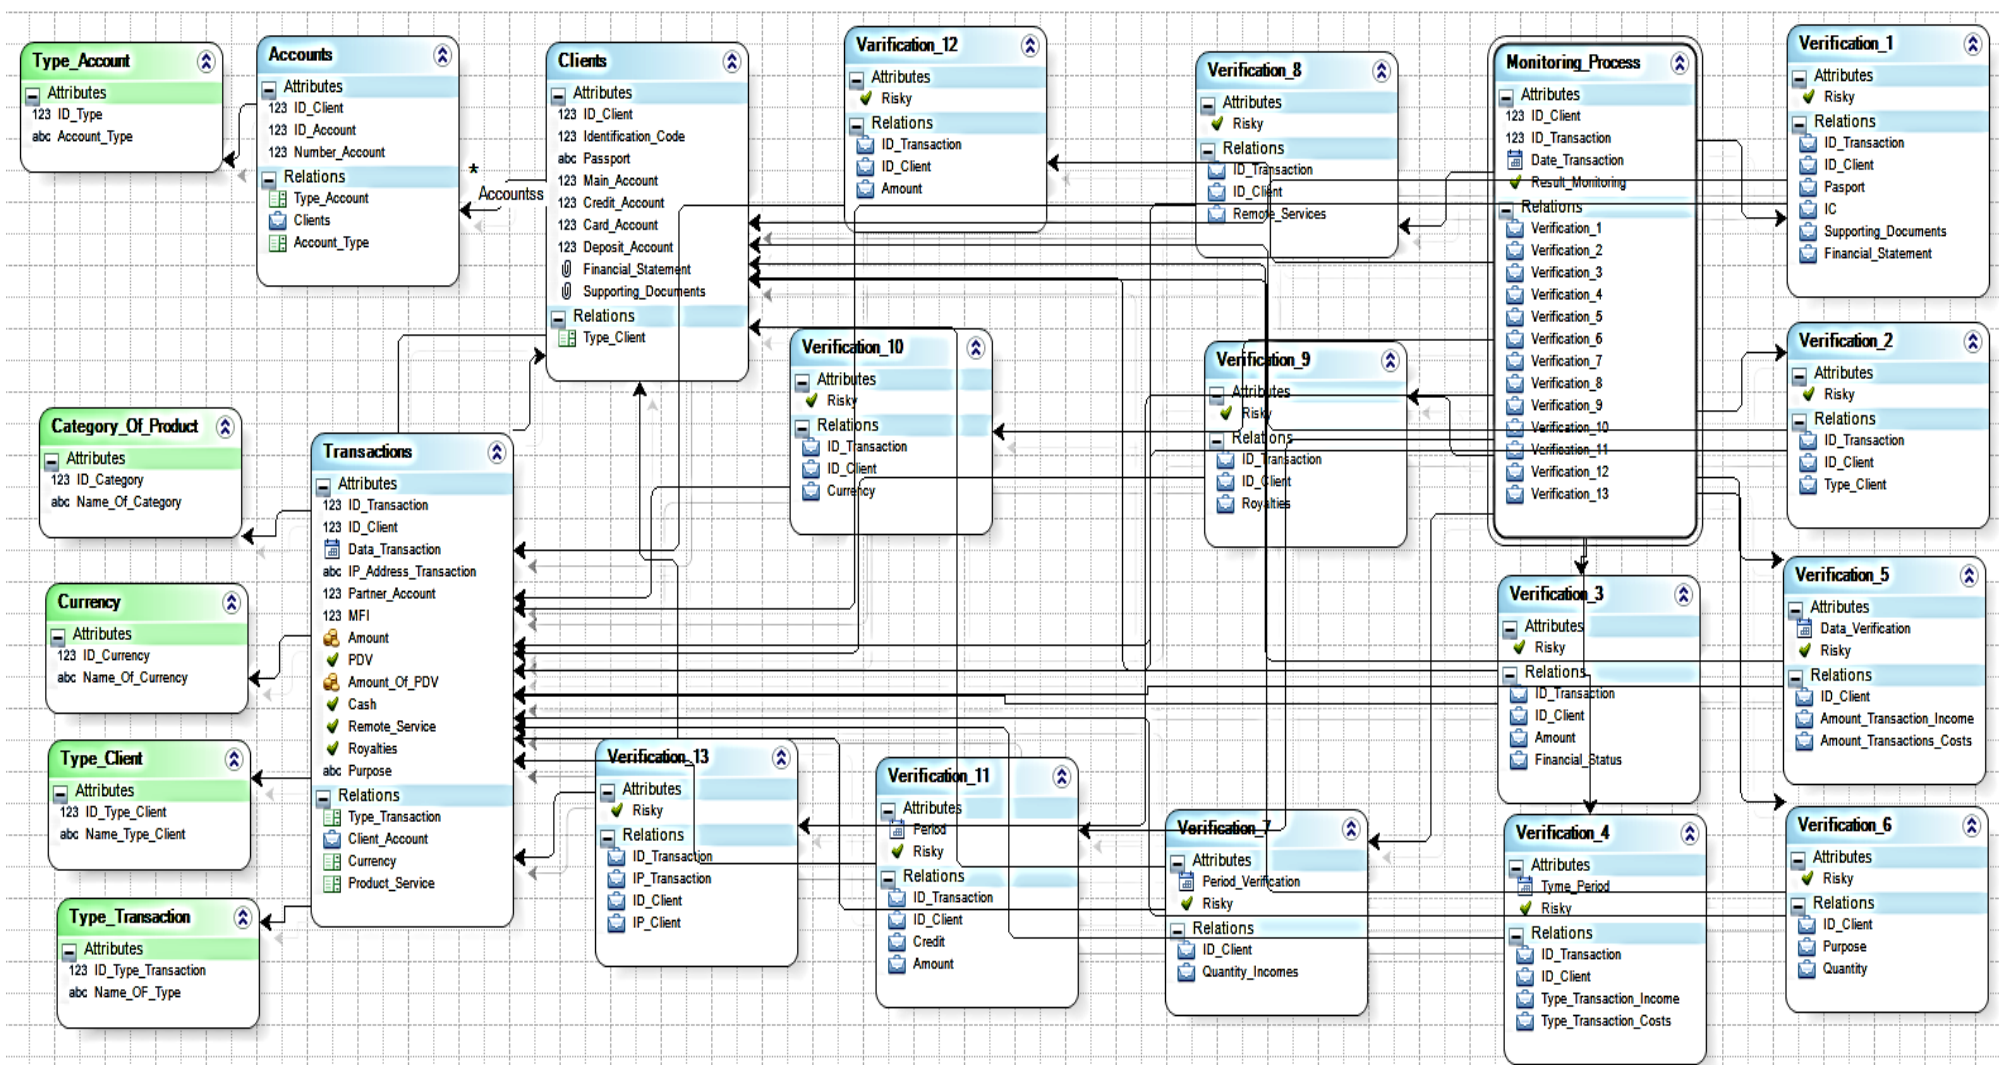 Type_Account
Attributes
123 ID_Type
abc Account_Type
Accounts
Attributes
123 ID_Client
123 ID_Account
123 Number_Account
Relations
Type_Account
Clients
Account_Type
*
Accountss
Clients
Attributes
123 ID_Client
123 Identification_Code
abc Passport
123 Main_Account
123 Credit_Account
123 Card_Account
123 Deposit_Account
Financial_Statement
Supporting_Documents
Relations
Type_Client
Varification_12
Attributes
Risky
Relations
ID_Transaction
ID_Client
Amount
Verification_8
Attributes
Risky
Relations
ID_Transaction
ID_Client
Remote_Services
Monitoring_Process
Attributes
123 ID_Client
123 ID_Transaction
Date_Transaction
Result_Monitoring
Relations
Verification_1
Verification_2
Verification_3
Verification_4
Verification_5
Verification_6
Verification_7
Verification_8
Verification_9
Verification_10
Verification_11
Verification_12
Verification_13
Verification_1
Attributes
Risky
Relations
ID_Transaction
ID_Client
Pasport
IC
Supporting_Documents
Financial_Statement
Verification_10
Attributes
Risky
Relations
ID_Transaction
ID_Client
Currency
Verification_9
Attributes
Risky
Relations
ID_Transaction
ID_Client
Royalties
Verification_2
Attributes
Risky
Relations
ID_Transaction
ID_Client
Type_Client
Category_Of_Product
Attributes
123 ID_Category
abc Name_Of_Category
Transactions
Attributes
123 ID_Transaction
123 ID_Client
Data_Transaction
abc IP_Address_Transaction
123 Partner_Account
123 MFI
Amount
PDV
Amount_Of_PDV
Cash
Remote_Service
Royalties
abc Purpose
Relations
Type_Transaction
Client_Account
Currency
Product_Service
Currency
Attributes
123 ID_Currency
abc Name_Of_Currency
Verification_3
Attributes
Risky
Relations
ID_Transaction
ID_Client
Amount
Financial_Status
Verification_5
Attributes
Data_Verification
Risky
Relations
ID_Client
Amount_Transaction_Income
Amount_Transactions_Costs
Type_Client
Attributes
123 ID_Type_Client
abc Name_Type_Client
Verification_13
Attributes
Risky
Relations
ID_Transaction
IP_Transaction
ID_Client
IP_Client
Verification_11
Attributes
Period
Risky
Relations
ID_Transaction
ID_Client
Credit
Amount
Verification_7
Attributes
Period_Verification
Risky
Relations
ID_Client
Quantity_Incomes
Verification_4
Attributes
Tyme_Period
Risky
Relations
ID_Transaction
ID_Client
Type_Transaction_Income
Type_Transaction_Costs
Verification_6
Attributes
Risky
Relations
ID_Client
Purpose
Quantity
Type_Transaction
Attributes
123 ID_Type_Transaction
abc Name_OF_Type